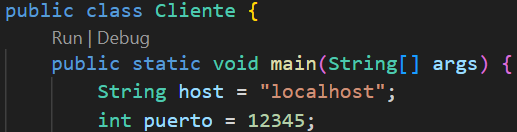 public class Cliente {
Run | Debug
public static void main(String[] args) {
String host = "localhost";
int puerto = 12345;